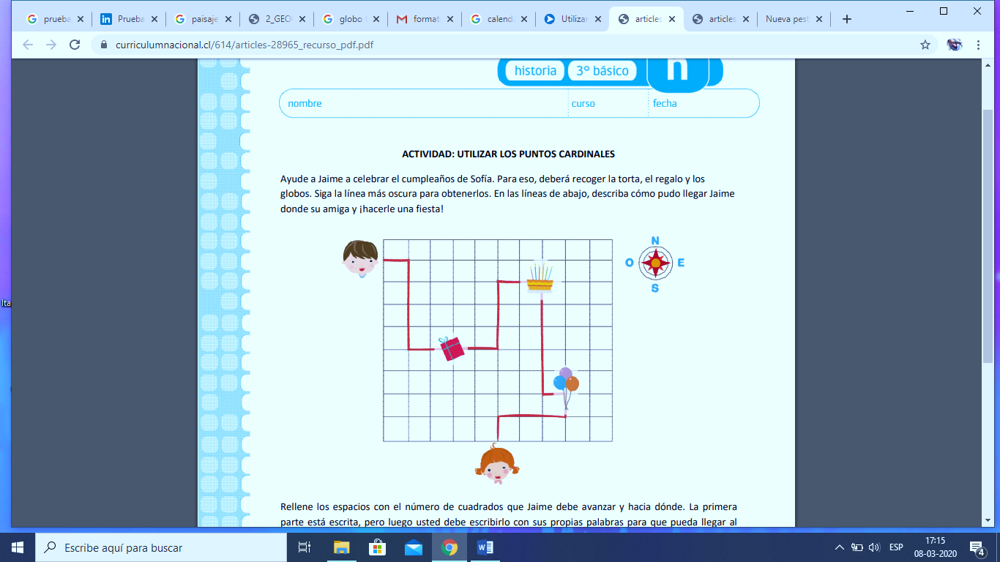 prueba
Prueba
paisaje
2_GEO
globo t
format
calenda
Utilizar
articles
articles
Nueva pest
curriculumnacional.cl/614/articles-28965_recurso_pdf.pdf
historia
3º básico
n
nombre
curso
fecha
ACTIVIDAD: UTILIZAR LOS PUNTOS CARDINALES
Ayude a Jaime a celebrar el cumpleaños de Sofía. Para eso, deberá recoger la torta, el regalo y los
globos. Siga la línea más oscura para obtenerlos. En las líneas de abajo, describa cómo pudo llegar Jaime
donde su amiga y ¡hacerle una fiesta!
N
O
E
S
Ita
Rellene los espacios con el número de cuadrados que Jaime debe avanzar y hacia dónde. La primera
parte está escrita, pero luego usted debe escribirlo con sus propias palabras para que pueda llegar al
Escribe aquí para buscar
ESP
17:15
08-03-2020
4